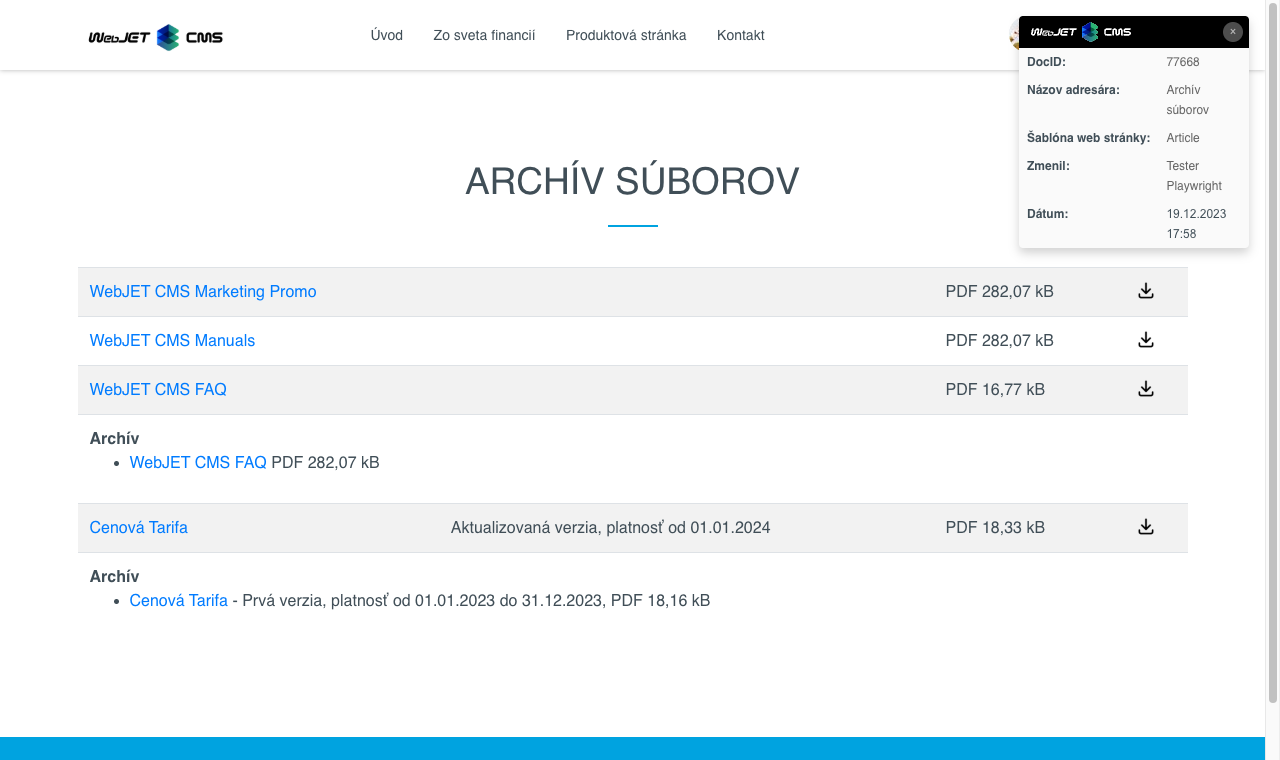 WebJET CMS
Úvod
Zo sveta financií
Produktová stránka
Kontakt
WebJET CMS
×
DocID: 77668
Názov adresára: Archív
súborov
Šablóna web stránky: Article
Zmenil: Tester
Playwright
Dátum: 19.12.2023
17:58
ARCHÍV SÚBOROV
WebJET CMS Marketing Promo PDF 282,07 kB
WebJET CMS Manuals PDF 282,07 kB
WebJET CMS FAQ PDF 16,77 kB
Archív
• WebJET CMS FAQ PDF 282,07 kB
Cenová Tarifa Aktualizovaná verzia, platnosť od 01.01.2024 PDF 18,33 kB
Archív
• Cenová Tarifa - Prvá verzia, platnosť od 01.01.2023 do 31.12.2023, PDF 18,16 kB